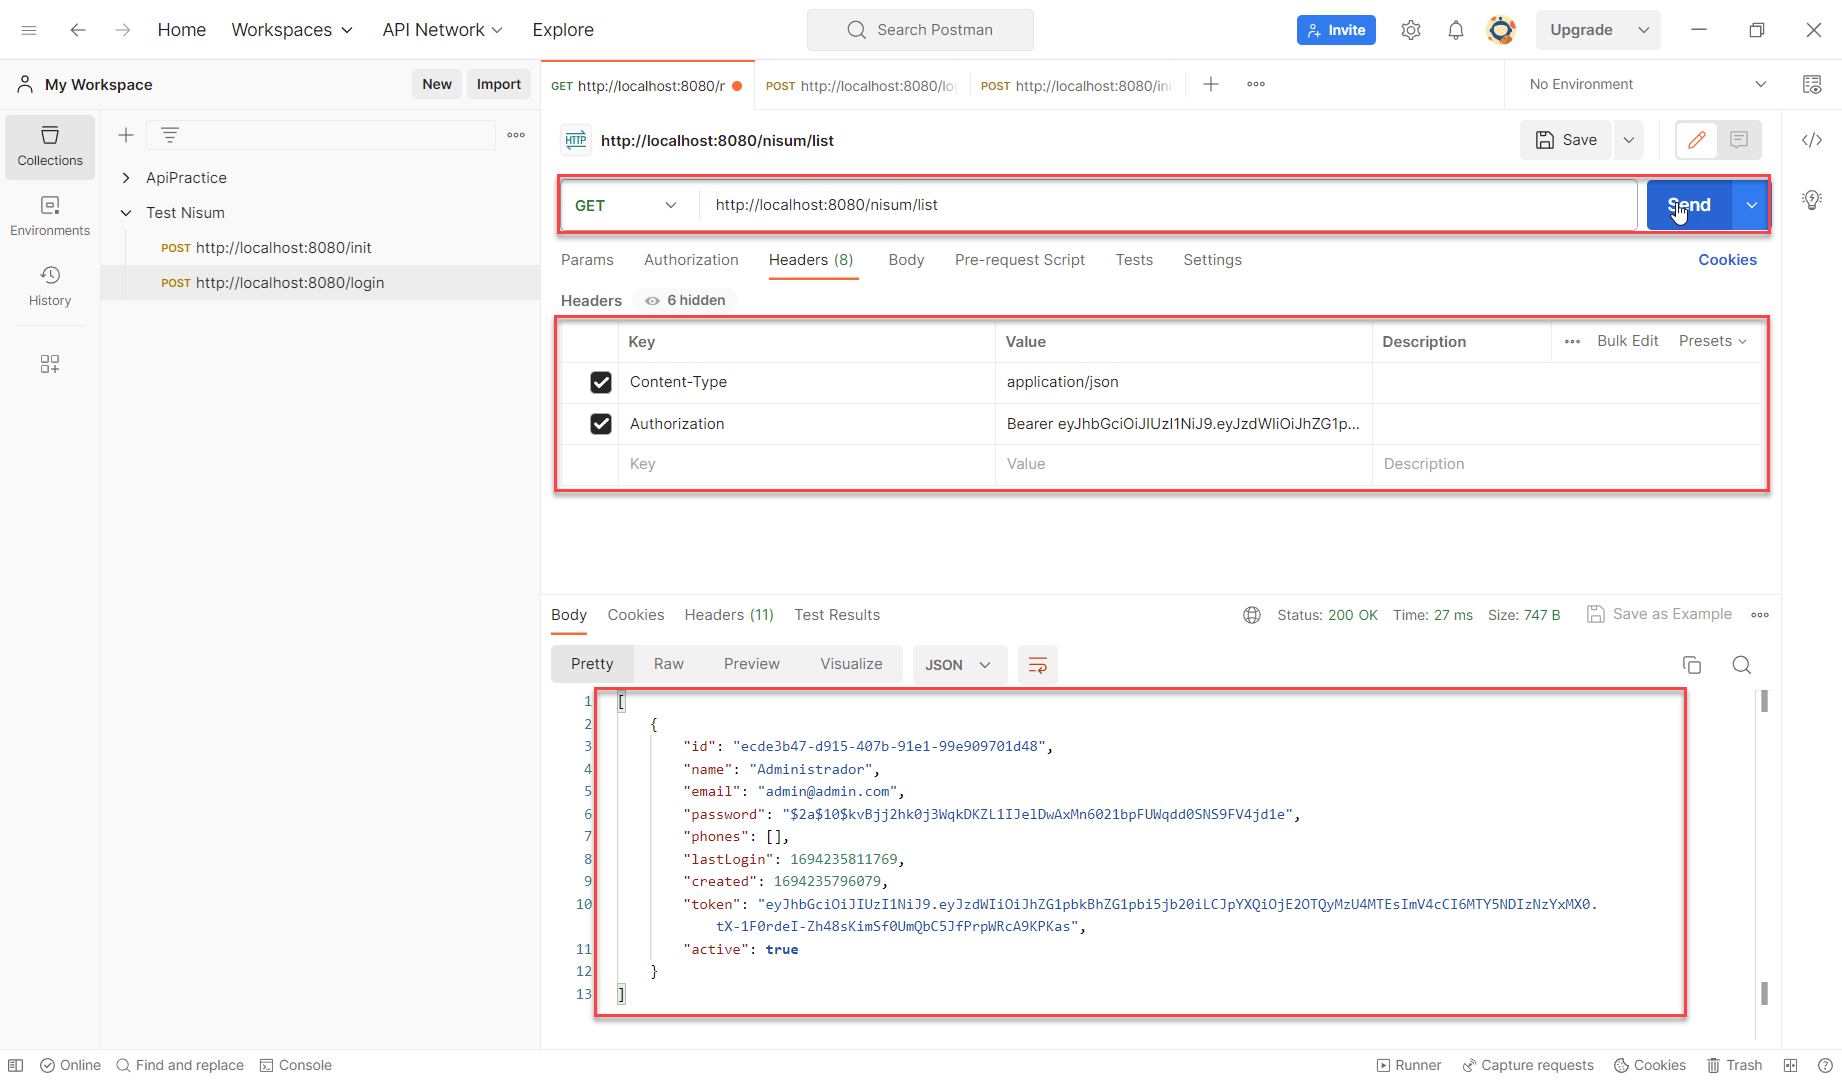 Home
Workspaces
API Network
Explore
Search Postman
Invite
Upgrade
My Workspace
New
Import
GET http://localhost:8080/n
POST http://localhost:8080/lo
POST http://localhost:8080/ini
No Environment
Collections
Environments
History
ApiPractice
Test Nisum
POST http://localhost:8080/init
POST http://localhost:8080/login
HTTP
http://localhost:8080/nisum/list
Save
GET
http://localhost:8080/nisum/list
Send
Params
Authorization
Headers (8)
Body
Pre-request Script
Tests
Settings
Cookies
Headers
6 hidden
Key
Value
Description
Bulk Edit
Presets
Content-Type
application/json
Authorization
Bearer eyJhbGciOiJIUzI1NiJ9.eyJzdWIiOiJhZG1p...
Key
Value
Description
Body
Cookies
Headers (11)
Test Results
Status: 200 OK
Time: 27 ms
Size: 747 B
Save as Example
Pretty
Raw
Preview
Visualize
JSON
1 [
2 {
3 "id": "ecde3b47-d915-407b-91e1-99e909701d48",
4 "name": "Administrador",
5 "email": "admin@admin.com",
6 "password": "$2a$10$kvBjj2hk0j3WqkDKZL1IJelDwAxMn6021bpFUWqdd0SNS9FV4jd1e",
7 "phones": [],
8 "lastLogin": 1694235811769,
9 "created": 1694235796079,
10 "token": "eyJhbGciOiJIUzI1NiJ9.eyJzdWIiOiJhZG1pbkBhZG1pbi5jb20iLCJpYXQiOjE2OTQyMzU4MTEsImV4cCI6MTY5NDIzNzYxMX0.
tX-1F0rdeI-Zh48sKimSf0UmQbC5JfPrpWRcA9KPKas",
11 "active": true
12 }
13 ]
Online
Find and replace
Console
Runner
Capture requests
Cookies
Trash